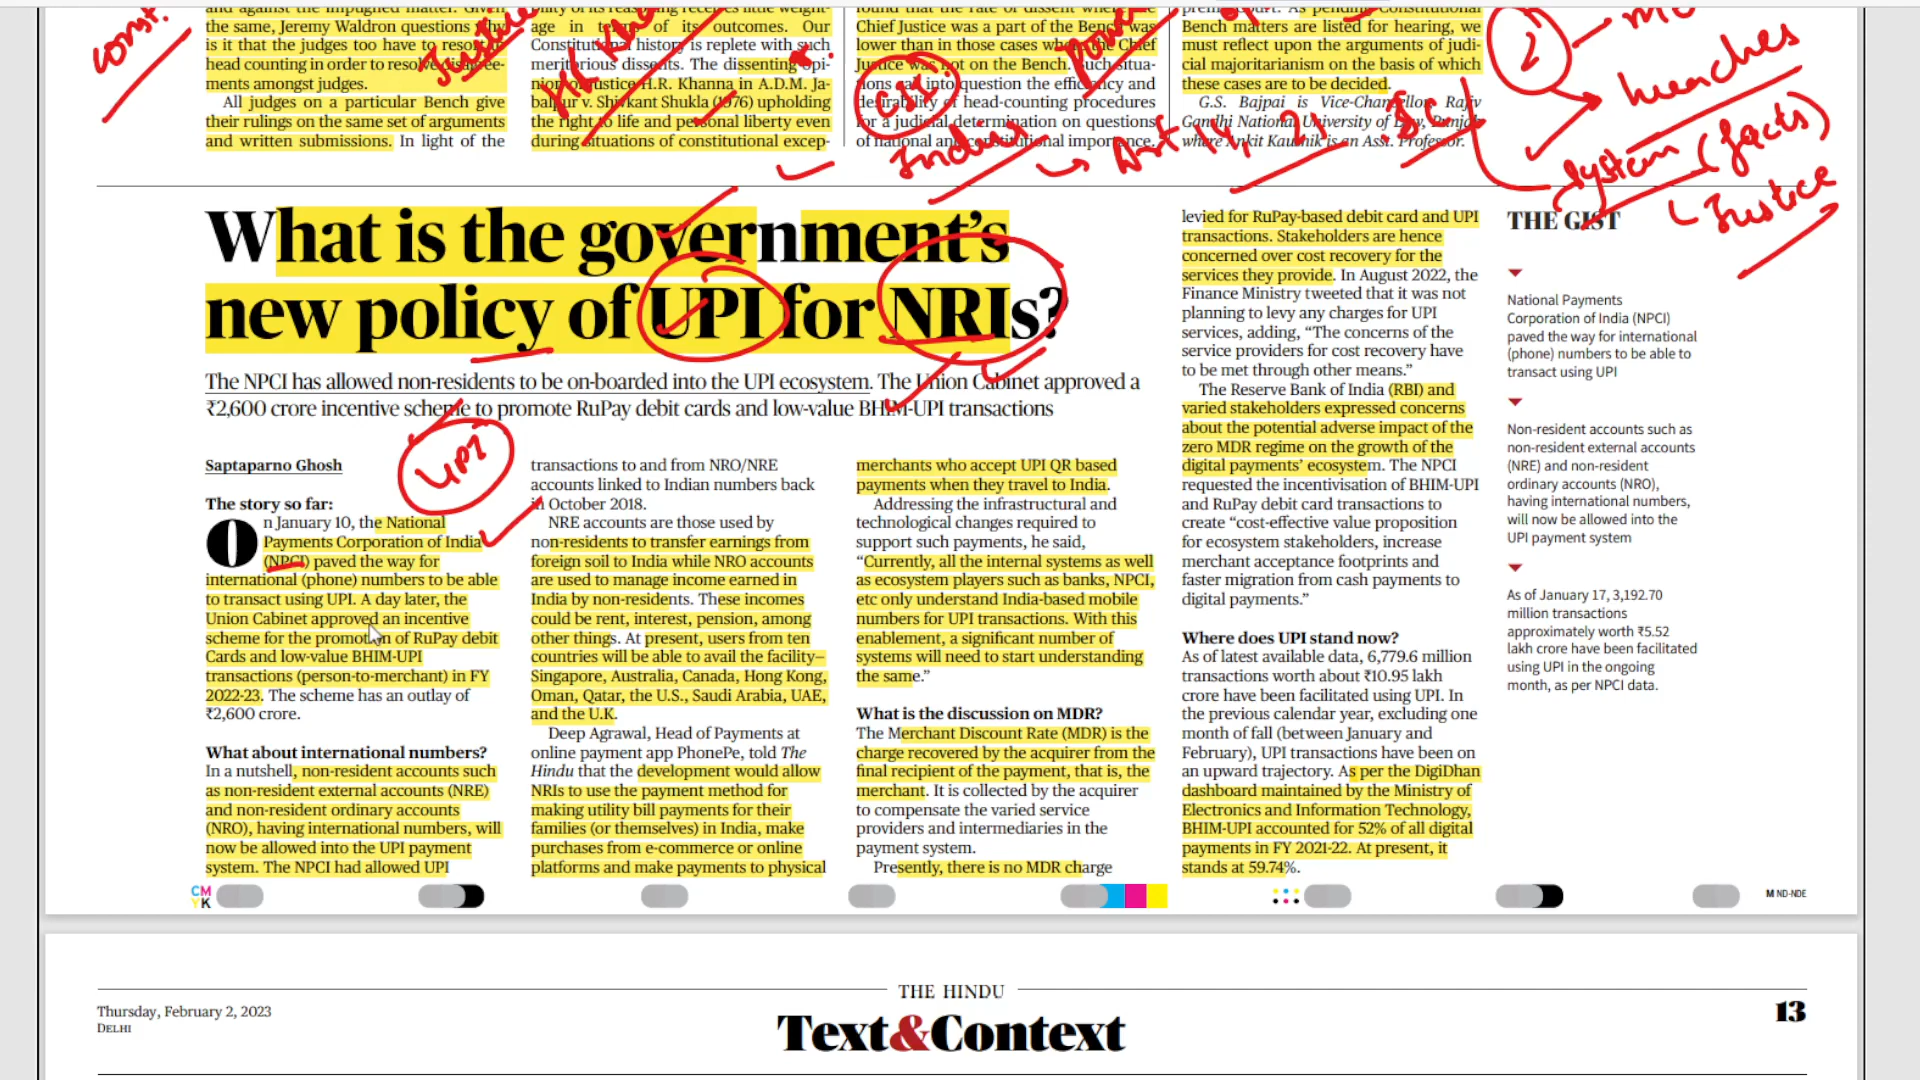 and against the impugned matter. Given
the same, Jeremy Waldron questions why
is it that the judges too have to resort to
head counting in order to resolve disagree-
ments amongst judges.
All judges on a particular Bench give
their rulings on the same set of arguments
and written submissions. In light of the
age in terms of its outcomes. Our
Constitutional history is replete with such
meritorious dissents. The dissenting opi-
nion of Justice H.R. Khanna in A.D.M. Ja-
balpur v. Shivkant Shukla (1976) upholding
the right to life and personal liberty even
during situations of constitutional excep-
found that the rate of dissent where the
Chief Justice was a part of the Bench was
lower than in those cases where the Chief
Justice was not on the Bench. Such situa-
tions call into question the efficiency and
desirability of head-counting procedures
for a judicial determination on questions
of national and constitutional importance.
preme Court. As pending Constitutional
Bench matters are listed for hearing, we
must reflect upon the arguments of judi-
cial majoritarianism on the basis of which
these cases are to be decided.
G.S. Bajpai is Vice-Chancellor, Rajiv
Gandhi National University of Law, Punjab
where Ankit Kaushik is an Asst. Professor.
const.
Justice
Indus
Art 14, 21
SC
2
benches
System (facts)
Justice
What is the government's
new policy of UPI for NRIs?
The NPCI has allowed non-residents to be on-boarded into the UPI ecosystem. The Union Cabinet approved a
₹2,600 crore incentive scheme to promote RuPay debit cards and low-value BHIM-UPI transactions
UPI
Saptaparno Ghosh
The story so far:
On January 10, the National
Payments Corporation of India
(NPCI) paved the way for
international (phone) numbers to be able
to transact using UPI. A day later, the
Union Cabinet approved an incentive
scheme for the promotion of RuPay debit
Cards and low-value BHIM-UPI
transactions (person-to-merchant) in FY
2022-23. The scheme has an outlay of
₹2,600 crore.
What about international numbers?
In a nutshell, non-resident accounts such
as non-resident external accounts (NRE)
and non-resident ordinary accounts
(NRO), having international numbers, will
now be allowed into the UPI payment
system. The NPCI had allowed UPI
transactions to and from NRO/NRE
accounts linked to Indian numbers back
in October 2018.
NRE accounts are those used by
non-residents to transfer earnings from
foreign soil to India while NRO accounts
are used to manage income earned in
India by non-residents. These incomes
could be rent, interest, pension, among
other things. At present, users from ten
countries will be able to avail the facility—
Singapore, Australia, Canada, Hong Kong,
Oman, Qatar, the U.S., Saudi Arabia, UAE,
and the U.K.
Deep Agrawal, Head of Payments at
online payment app PhonePe, told The
Hindu that the development would allow
NRIs to use the payment method for
making utility bill payments for their
families (or themselves) in India, make
purchases from e-commerce or online
platforms and make payments to physical
merchants who accept UPI QR based
payments when they travel to India.
Addressing the infrastructural and
technological changes required to
support such payments, he said,
“Currently, all the internal systems as well
as ecosystem players such as banks, NPCI,
etc only understand India-based mobile
numbers for UPI transactions. With this
enablement, a significant number of
systems will need to start understanding
the same.”
What is the discussion on MDR?
The Merchant Discount Rate (MDR) is the
charge recovered by the acquirer from the
final recipient of the payment, that is, the
merchant. It is collected by the acquirer
to compensate the varied service
providers and intermediaries in the
payment system.
Presently, there is no MDR charge
levied for RuPay-based debit card and UPI
transactions. Stakeholders are hence
concerned over cost recovery for the
services they provide. In August 2022, the
Finance Ministry tweeted that it was not
planning to levy any charges for UPI
services, adding, “The concerns of the
service providers for cost recovery have
to be met through other means.”
The Reserve Bank of India (RBI) and
varied stakeholders expressed concerns
about the potential adverse impact of the
zero MDR regime on the growth of the
digital payments’ ecosystem. The NPCI
requested the incentivisation of BHIM-UPI
and RuPay debit card transactions to
create “cost-effective value proposition
for ecosystem stakeholders, increase
merchant acceptance footprints and
faster migration from cash payments to
digital payments.”
Where does UPI stand now?
As of latest available data, 6,779.6 million
transactions worth about ₹10.95 lakh
crore have been facilitated using UPI. In
the previous calendar year, excluding one
month of fall (between January and
February), UPI transactions have been on
an upward trajectory. As per the DigiDhan
dashboard maintained by the Ministry of
Electronics and Information Technology,
BHIM-UPI accounted for 52% of all digital
payments in FY 2021-22. At present, it
stands at 59.74%.
THE GIST
National Payments
Corporation of India (NPCI)
paved the way for international
(phone) numbers to be able to
transact using UPI
Non-resident accounts such as
non-resident external accounts
(NRE) and non-resident
ordinary accounts (NRO),
having international numbers,
will now be allowed into the
UPI payment system
As of January 17, 3,192.70
million transactions
approximately worth ₹5.52
lakh crore have been facilitated
using UPI in the ongoing
month, as per NPCI data.
CM
YK
M ND-NDE
THE HINDU
Thursday, February 2, 2023
DELHI
Text&Context
13